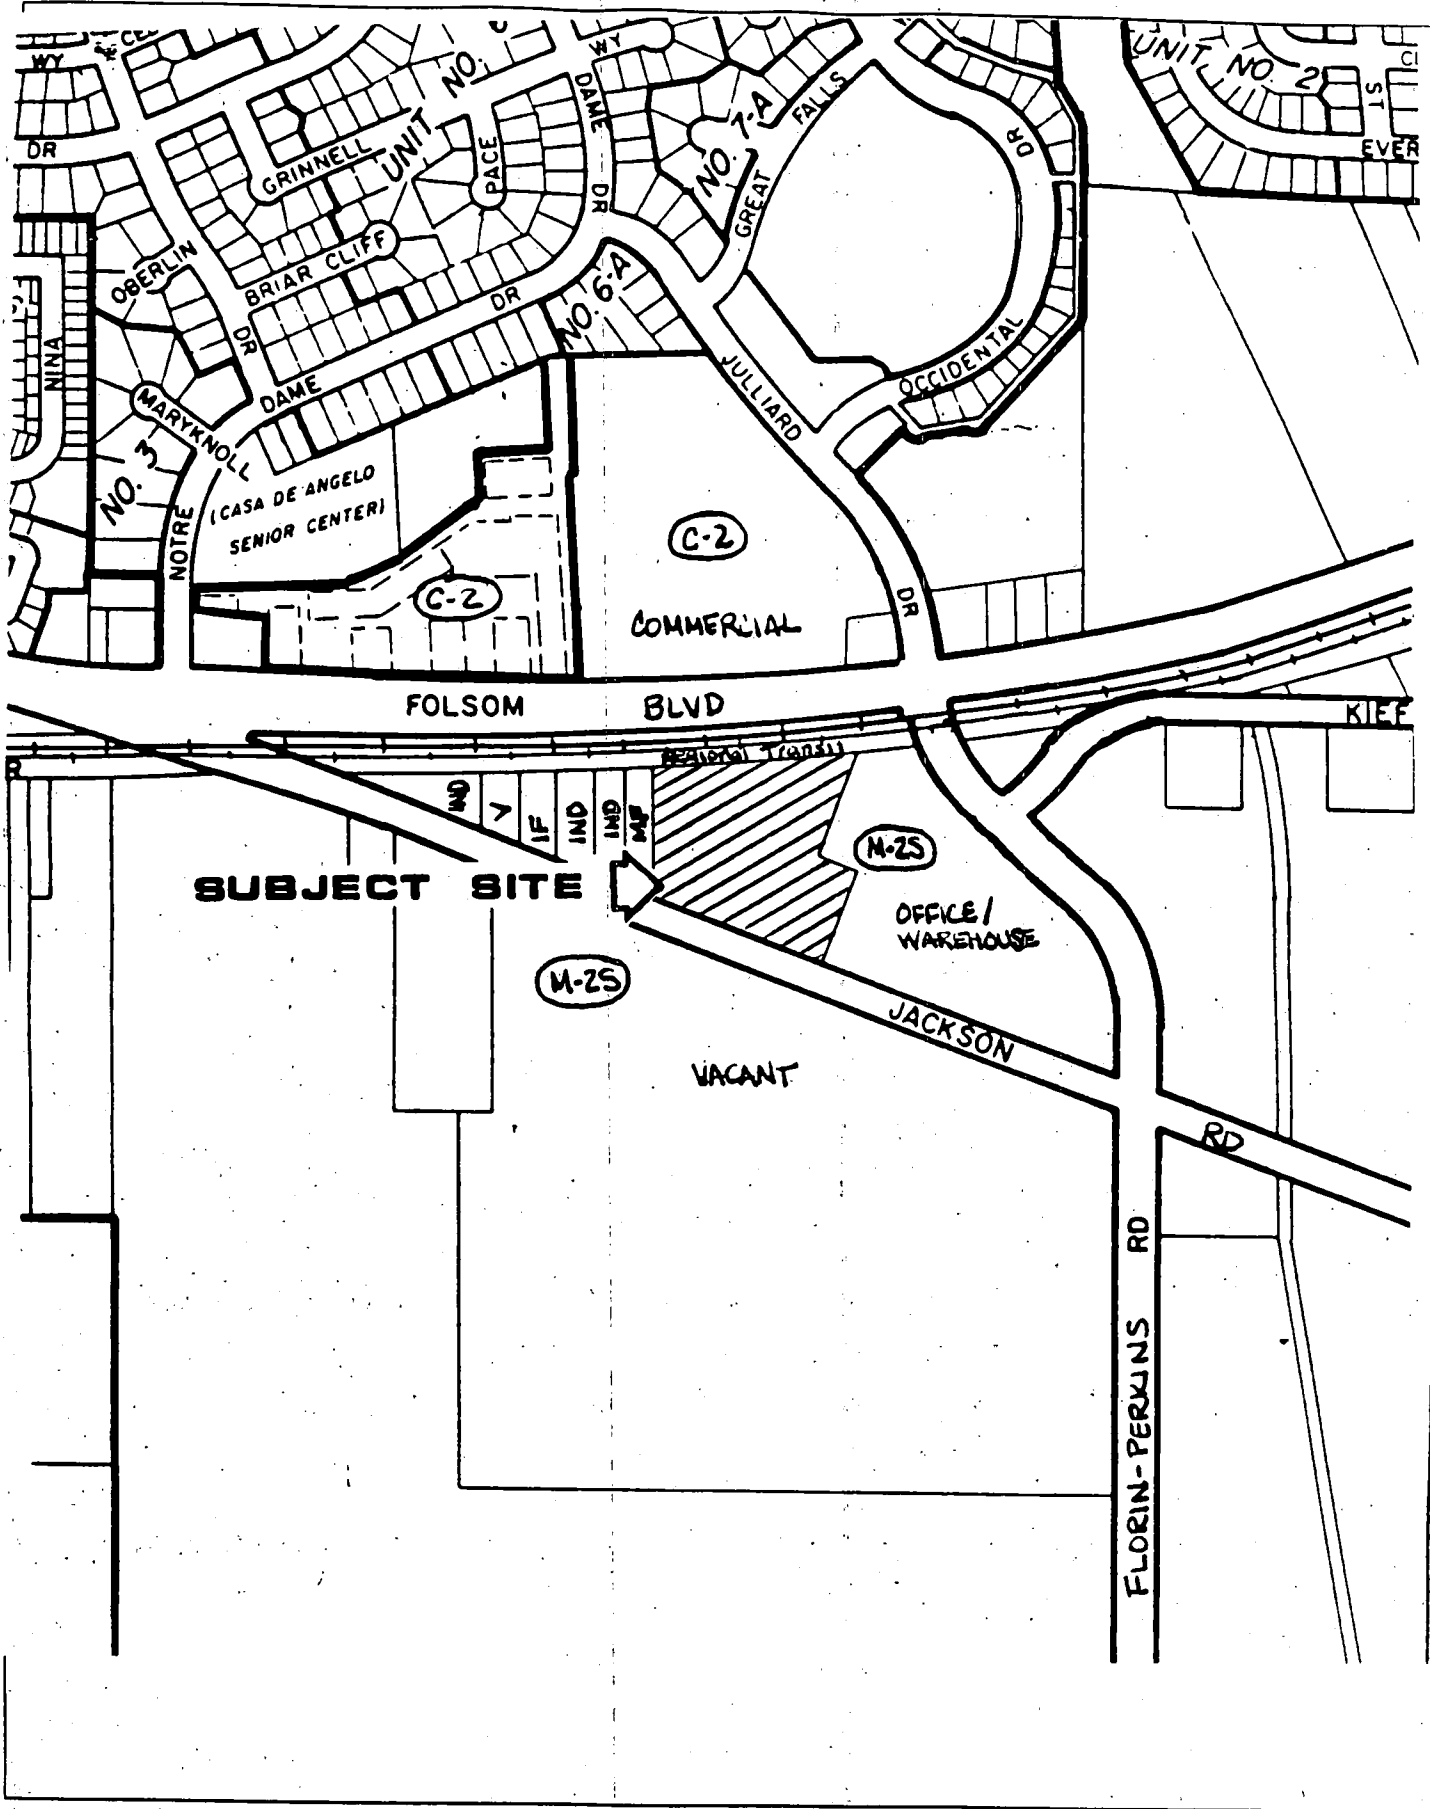 WY
DR
GRINNELL
UNIT NO.
PACE
WY
DAME DR
NO. 7-A
GREAT FALLS
DR
UNIT NO. 2
ST
EVER
OBERLIN DR
BRIAR CLIFF
NINA
DAME DR
NO. 6-A
MARYKNOLL
NO. 3
NOTRE
(CASA DE ANGELO
SENIOR CENTER)
JULLIARD DR
OCCIDENTAL
C-2
C-2
COMMERCIAL
FOLSOM BLVD
Regional Transit
KIEF
R
IND
V
IF
IND
IND
MF
M-2S
SUBJECT SITE
OFFICE/
WAREHOUSE
M-2S
JACKSON RD
VACANT
FLORIN-PERKINS RD